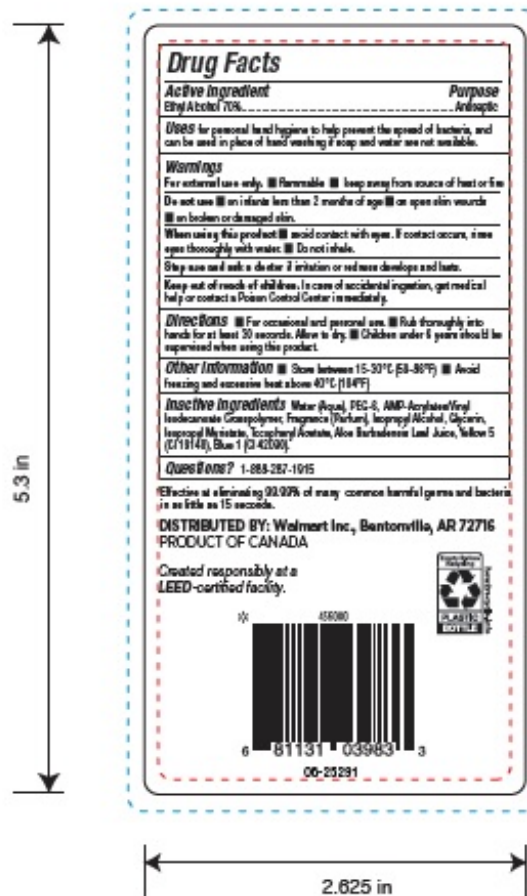 Drug Facts
Active Ingredient Purpose
Ethyl Alcohol 70% Antiseptic
Uses for personal hand hygiene to help prevent the spread of bacteria, and
can be used in place of hand washing if soap and water are not available.
Warnings
For external use only. ■ flammable ■ keep away from source of heat or fire
Do not use ■ on infants less than 2 months of age ■ on open skin wounds
■ on broken or damaged skin.
When using this product ■ avoid contact with eyes. If contact occurs, rinse
eyes thoroughly with water. ■ Do not inhale.
Stop use and ask a doctor if irritation or redness develops and lasts.
Keep out of reach of children. In case of accidental ingestion, get medical
help or contact a Poison Control Center immediately.
Directions ■ For occasional and personal use. ■ Rub thoroughly into
hands for at least 30 seconds. Allow to dry. ■ Children under 6 years should be
supervised when using this product.
Other Information ■ Store between 15-30°C (59-86°F) ■ Avoid
freezing and excessive heat above 40°C (104°F)
Inactive Ingredients Water (Aqua), PEG-6, AMP-Acrylates/Vinyl
Isodecanoate Crosspolymer, Fragrance (Parfum), Isopropyl Alcohol, Glycerin,
Isopropyl Myristate, Tocopheryl Acetate, Aloe Barbadensis Leaf Juice, Yellow 5
(CI 19140), Blue 1 (CI 42090).
Questions? 1-888-287-1915
*Effective at eliminating 99.99% of many common harmful germs and bacteria
in as little as 15 seconds.
DISTRIBUTED BY: Walmart Inc., Bentonville, AR 72716
PRODUCT OF CANADA
Created responsibly at a
LEED-certified facility.
PLASTIC
BOTTLE
456000
6 81131 03983 3
06-25291
5.3 in
2.625 in